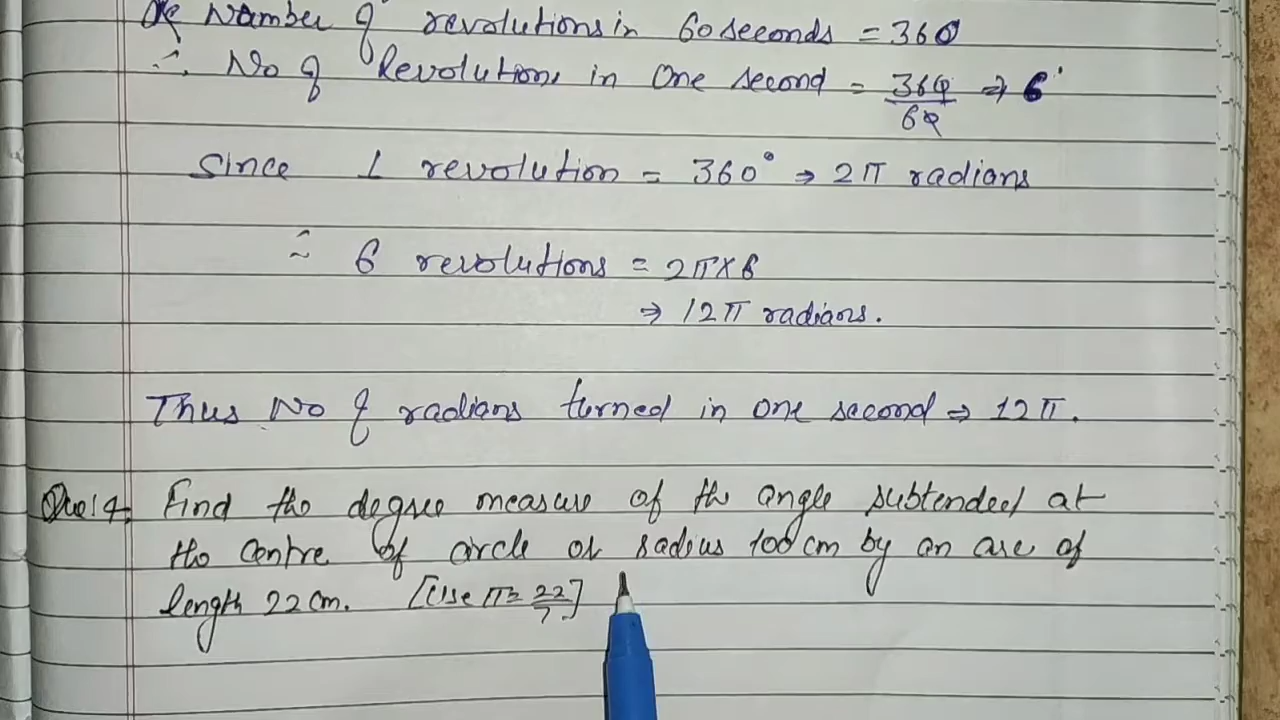 Number of revolutions in 60 seconds = 360
∴ No of Revolution in One second = 360/60 ⇒ 6
Since 1 revolution = 360° ⇒ 2π radians
∴ 6 revolutions = 2π×6
⇒ 12π radians.
Thus No of radians turned in one second ⇒ 12π.
Que:4. Find the degree measure of the angle subtended at
the Centre of circle of radius 100 cm by an arc of
length 22 cm. [Use π = 22/7.]